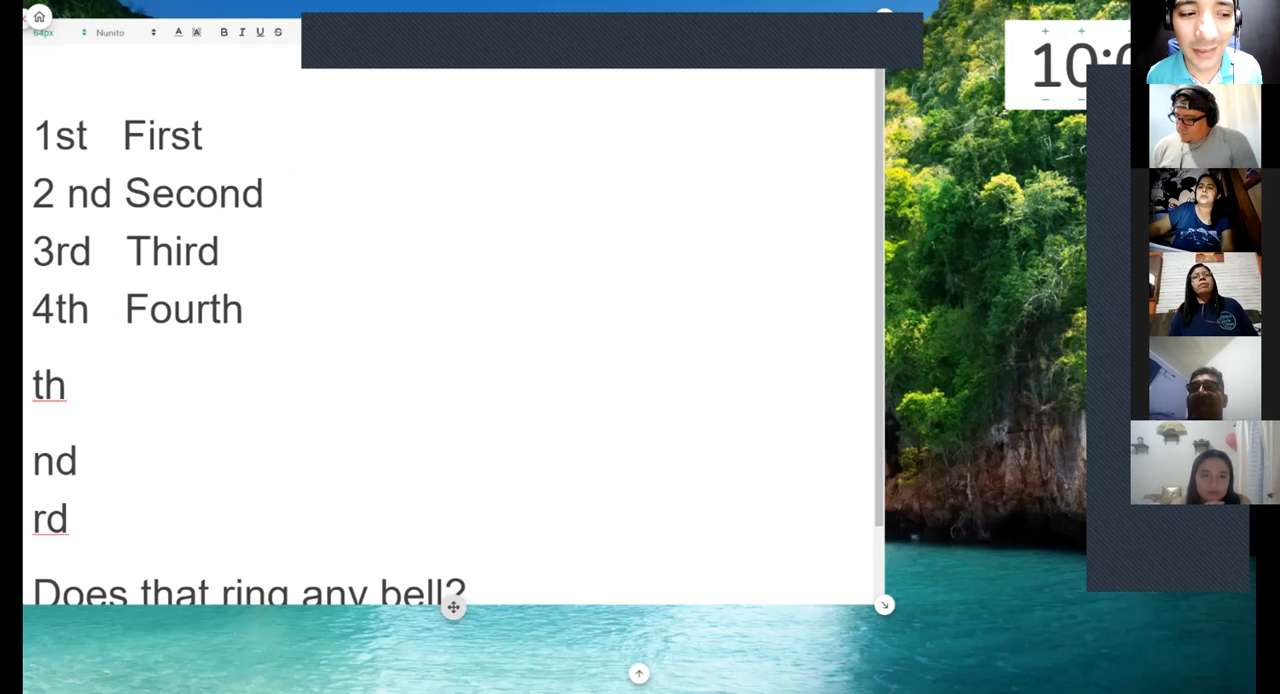 64px Nunito A A B I U S
1st First
2 nd Second
3rd Third
4th Fourth
th
nd
rd
Does that ring any bell?
10: